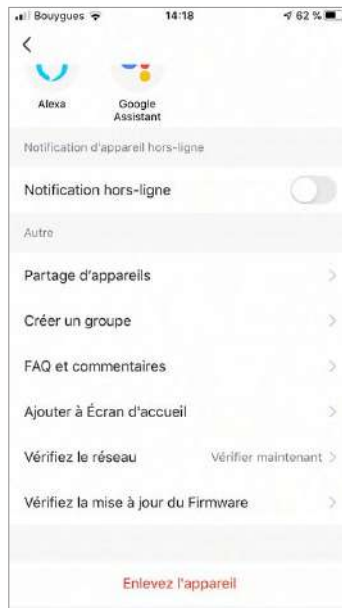 Bouygues 14:18 62 %
Alexa Google
Assistant
Notification d'appareil hors-ligne
Notification hors-ligne
Autre
Partage d'appareils
Créer un groupe
FAQ et commentaires
Ajouter à Écran d'accueil
Vérifiez le réseau Vérifier maintenant
Vérifiez la mise à jour du Firmware
Enlevez l'appareil